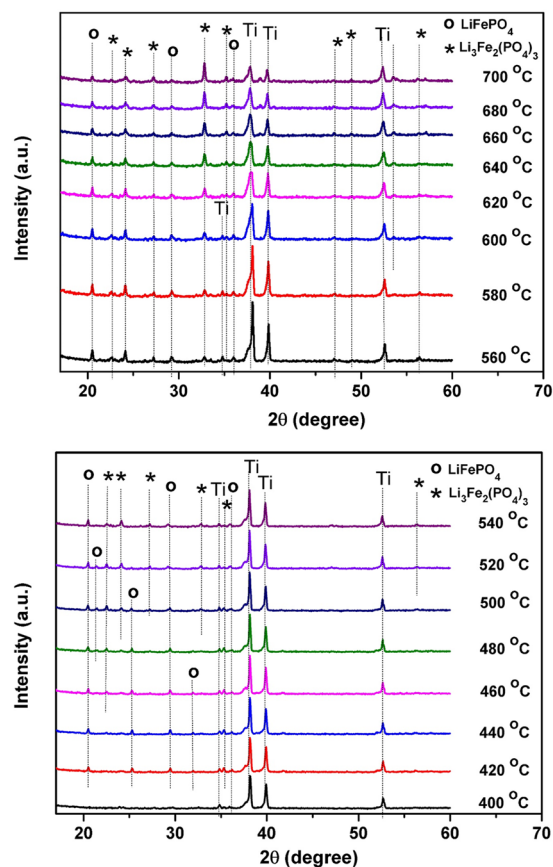 o LiFePO4
* Li3Fe2(PO4)3
o * * * o * * o Ti Ti * * Ti *
700 °C
680 °C
660 °C
640 °C
620 °C
Ti
600 °C
580 °C
560 °C
Intensity (a.u.)
20 30 40 50 60 70
2θ (degree)
o LiFePO4
* Li3Fe2(PO4)3
o * * * o * Ti * o Ti Ti Ti *
540 °C
520 °C
o
500 °C
o
480 °C
460 °C
o
440 °C
420 °C
400 °C
Intensity (a.u.)
20 30 40 50 60 70
2θ (degree)